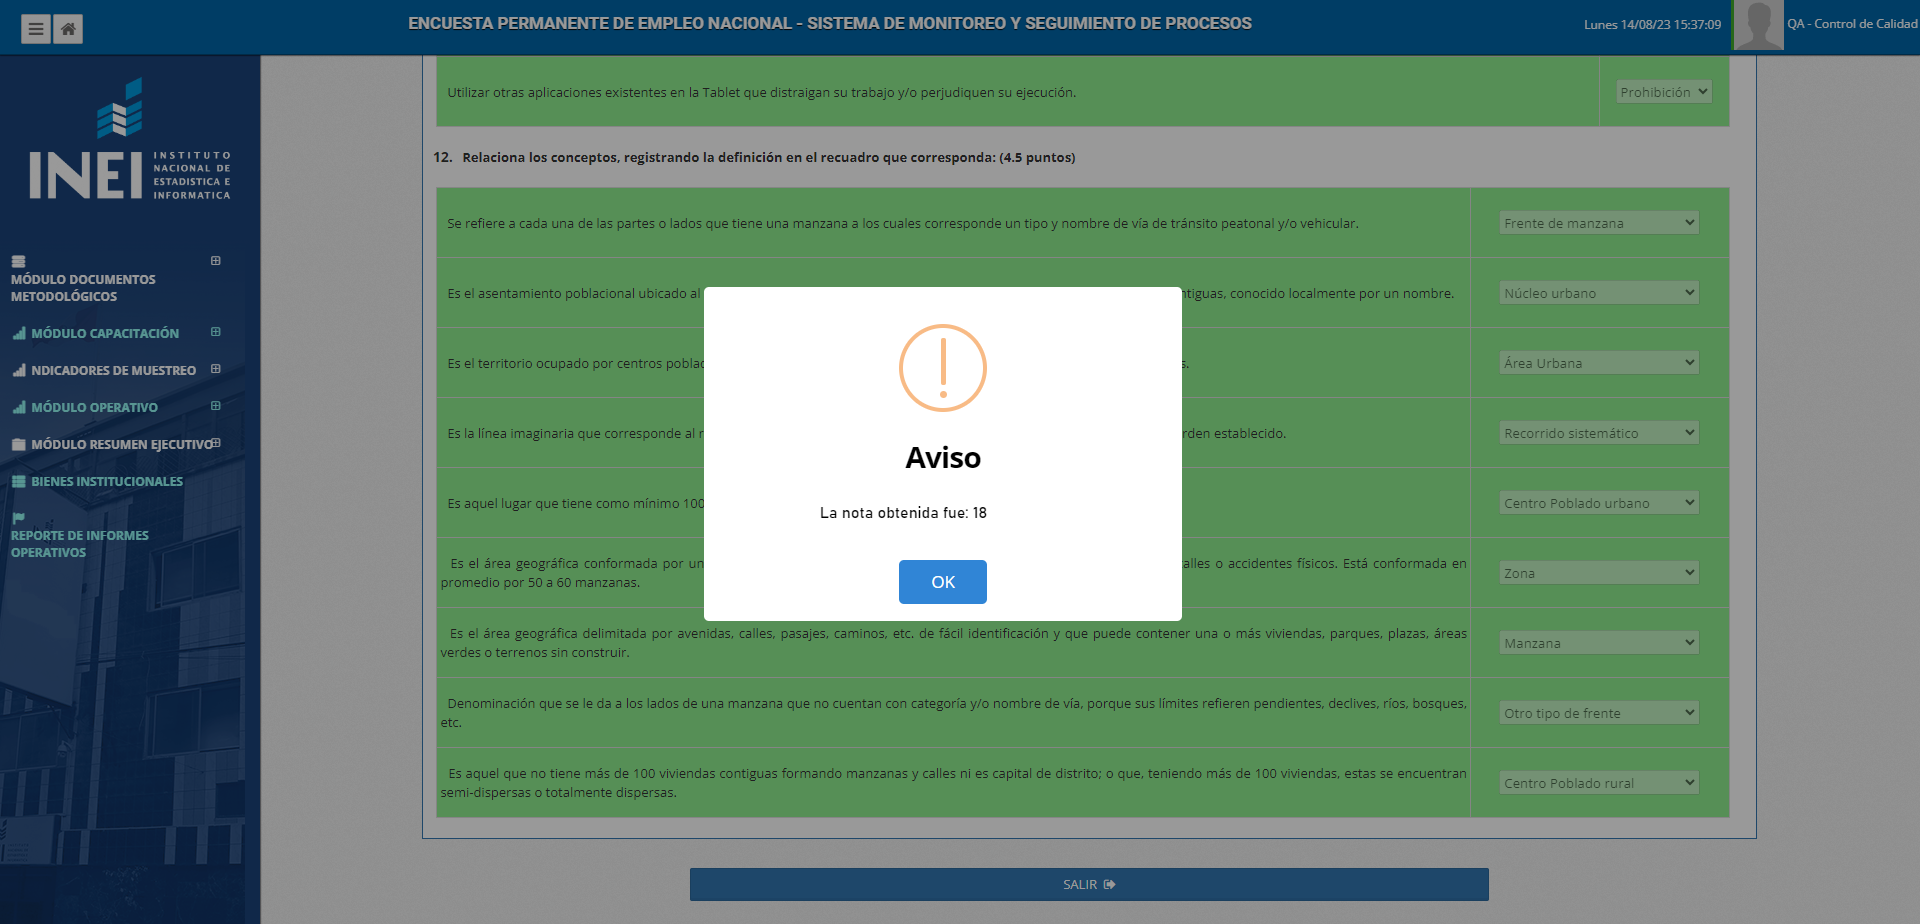 ENCUESTA PERMANENTE DE EMPLEO NACIONAL - SISTEMA DE MONITOREO Y SEGUIMIENTO DE PROCESOS
Lunes 14/08/23 15:37:09
QA - Control de Calidad
INEI
INSTITUTO
NACIONAL DE
ESTADISTICA E
INFORMATICA
MÓDULO DOCUMENTOS
METODOLÓGICOS
MÓDULO CAPACITACIÓN
NDICADORES DE MUESTREO
MÓDULO OPERATIVO
MÓDULO RESUMEN EJECUTIVO
BIENES INSTITUCIONALES
REPORTE DE INFORMES
OPERATIVOS
Utilizar otras aplicaciones existentes en la Tablet que distraigan su trabajo y/o perjudiquen su ejecución.
Prohibición
12. Relaciona los conceptos, registrando la definición en el recuadro que corresponda: (4.5 puntos)
Se refiere a cada una de las partes o lados que tiene una manzana a los cuales corresponde un tipo y nombre de vía de tránsito peatonal y/o vehicular.
Frente de manzana
Es el asentamiento poblacional ubicado al
ntiguas, conocido localmente por un nombre.
Núcleo urbano
Es el territorio ocupado por centros poblac
s.
Área Urbana
Es la línea imaginaria que corresponde al r
rden establecido.
Recorrido sistemático
Es aquel lugar que tiene como mínimo 100
Centro Poblado urbano
Es el área geográfica conformada por un
alles o accidentes físicos. Está conformada en
promedio por 50 a 60 manzanas.
Zona
Es el área geográfica delimitada por avenidas, calles, pasajes, caminos, etc. de fácil identificación y que puede contener una o más viviendas, parques, plazas, áreas
verdes o terrenos sin construir.
Manzana
Denominación que se le da a los lados de una manzana que no cuentan con categoría y/o nombre de vía, porque sus límites refieren pendientes, declives, ríos, bosques,
etc.
Otro tipo de frente
Es aquel que no tiene más de 100 viviendas contiguas formando manzanas y calles ni es capital de distrito; o que, teniendo más de 100 viviendas, estas se encuentran
semi-dispersas o totalmente dispersas.
Centro Poblado rural
Aviso
La nota obtenida fue: 18
OK
SALIR